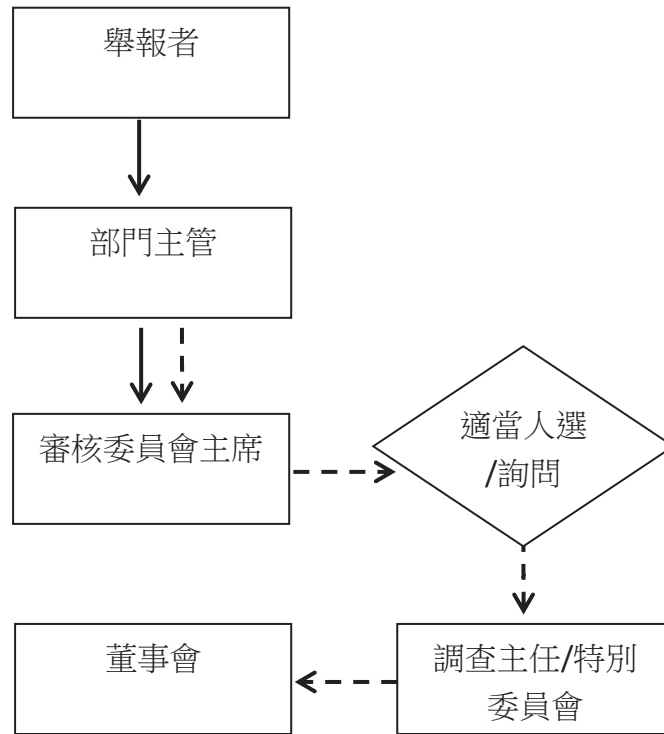 舉報者
部門主管
審核委員會主席
適當人選
/詢問
董事會
調查主任/特別
委員會